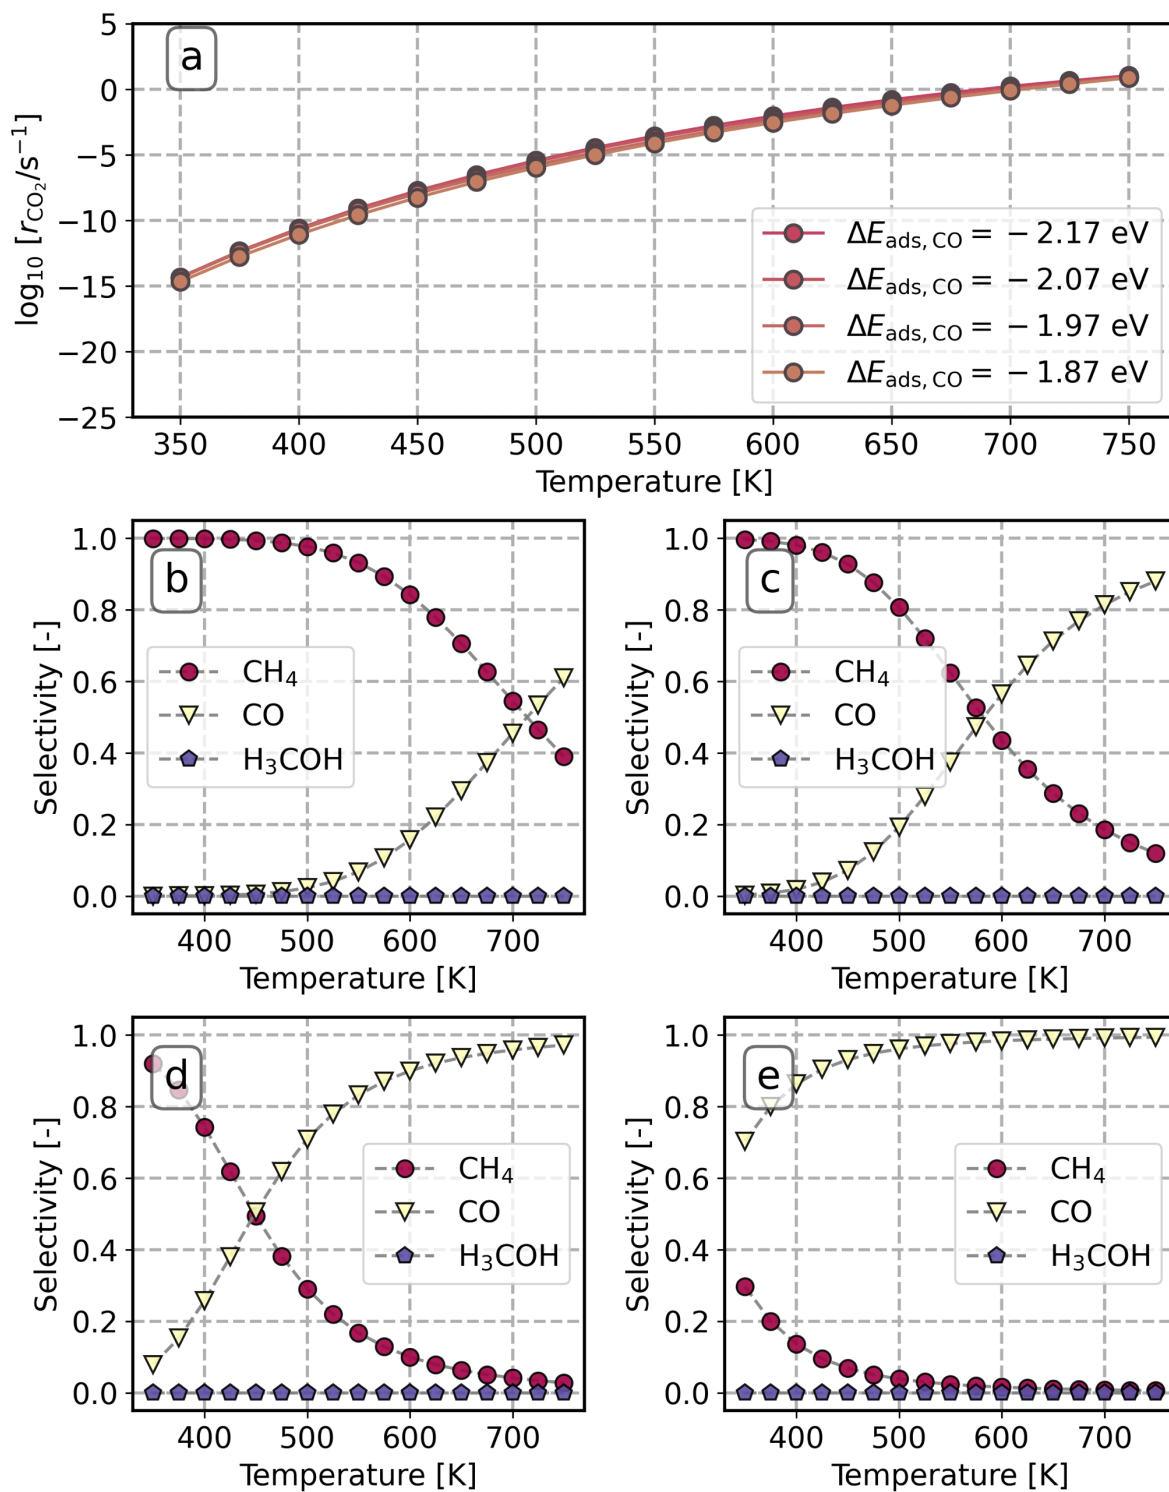 a
5
0
−5
−10
−15
−20
−25
log₁₀ [r_CO₂/s⁻¹]
ΔE_ads, CO = − 2.17 eV
ΔE_ads, CO = − 2.07 eV
ΔE_ads, CO = − 1.97 eV
ΔE_ads, CO = − 1.87 eV
350 400 450 500 550 600 650 700 750
Temperature [K]
b
1.0
0.8
0.6
0.4
0.2
0.0
Selectivity [-]
CH₄
CO
H₃COH
400 500 600 700
Temperature [K]
c
1.0
0.8
0.6
0.4
0.2
0.0
Selectivity [-]
CH₄
CO
H₃COH
400 500 600 700
Temperature [K]
d
1.0
0.8
0.6
0.4
0.2
0.0
Selectivity [-]
CH₄
CO
H₃COH
400 500 600 700
Temperature [K]
e
1.0
0.8
0.6
0.4
0.2
0.0
Selectivity [-]
CH₄
CO
H₃COH
400 500 600 700
Temperature [K]